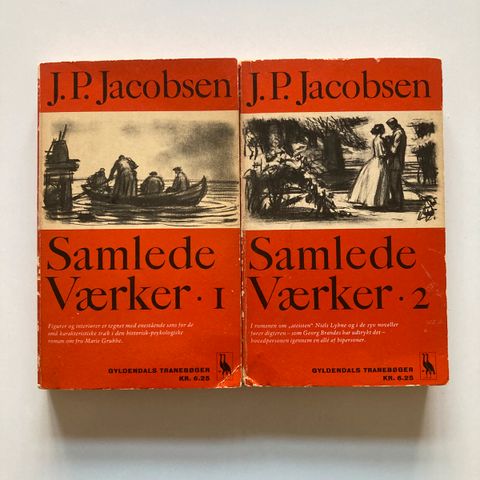 J.P. Jacobsen
Samlede
Værker · 1
Figurer og interiører er tegnet med enestående sans for de
små karakteristiske træk i den historisk-psykologiske
roman om fru Marie Grubbe.
GYLDENDALS TRANEBØGER
KR. 6.25
J.P. Jacobsen
Samlede
Værker · 2
I romanen om „ateisten“ Niels Lyhne og i de syv noveller
fører digteren – som Georg Brandes har udtrykt det –
hovedpersonen igennem en allé af bipersoner.
GYLDENDALS TRANEBØGER
KR. 6.25